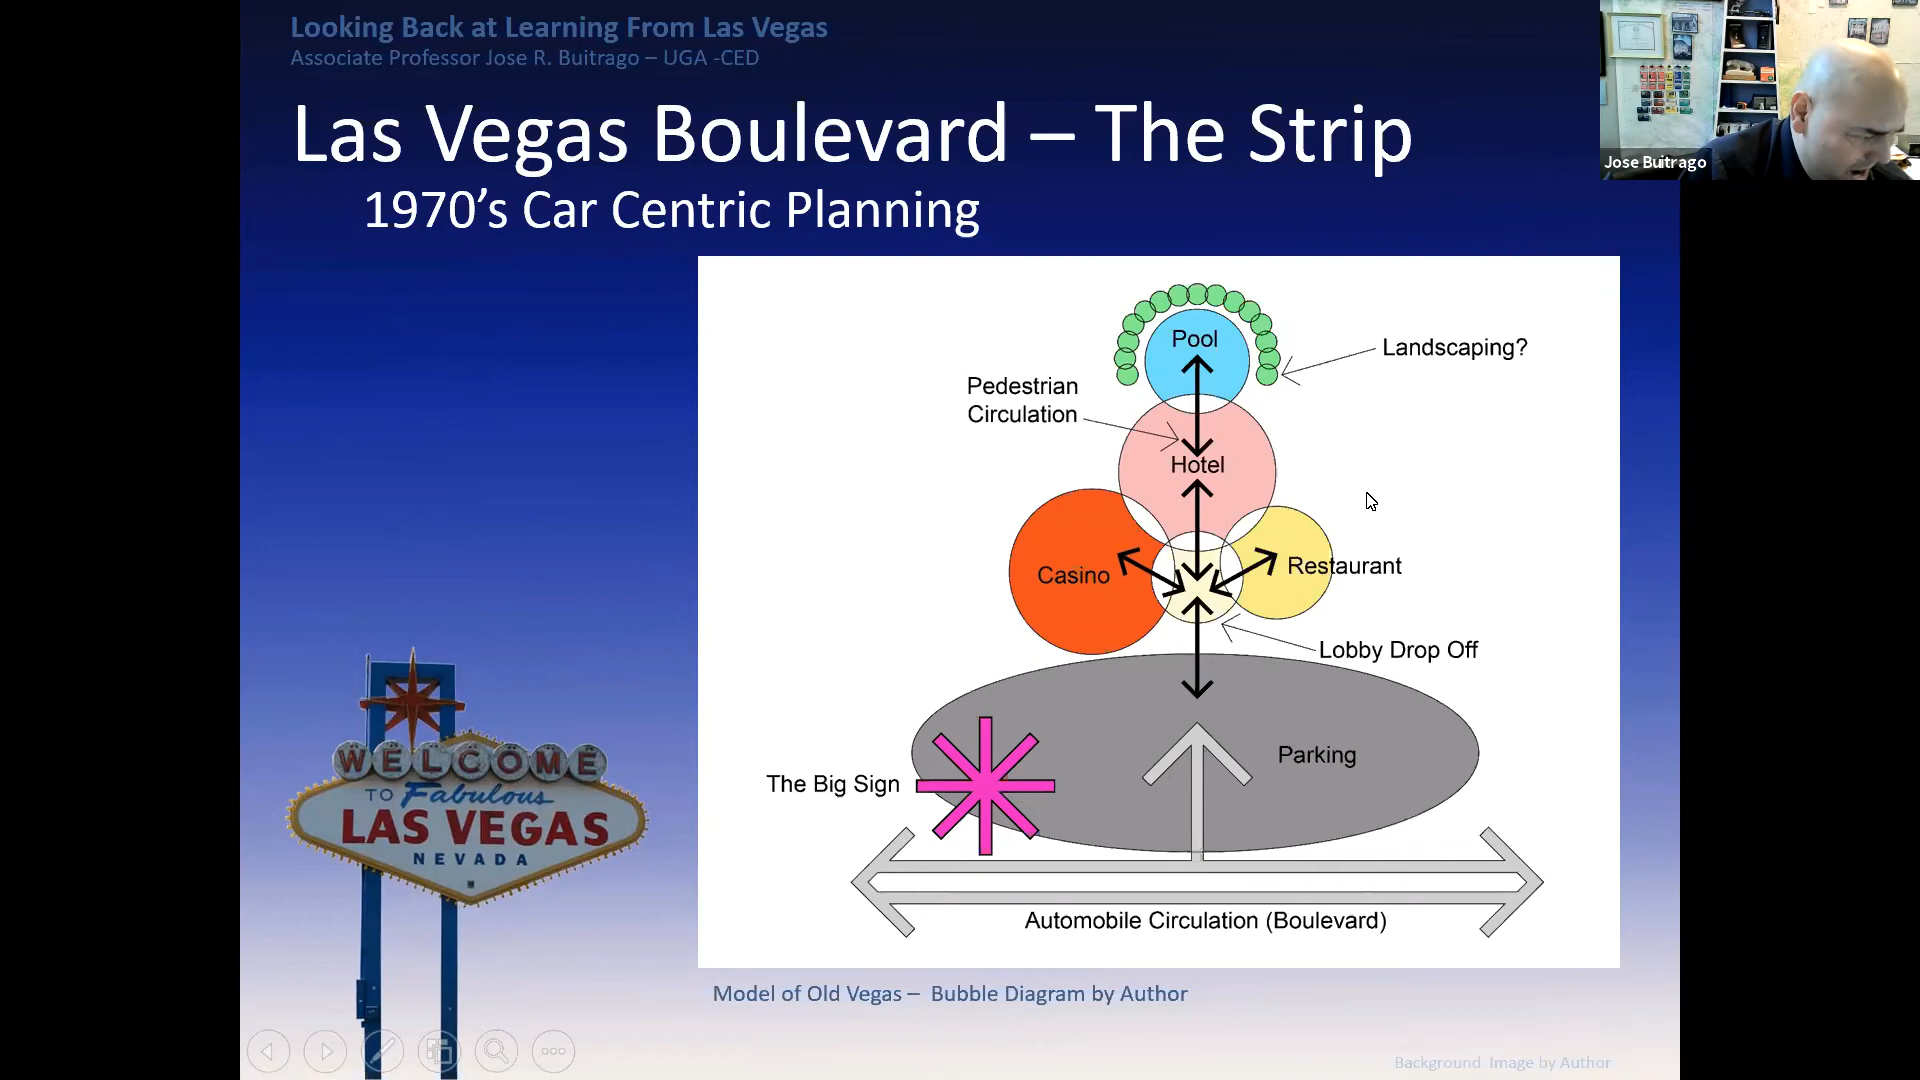 Looking Back at Learning From Las Vegas
Associate Professor Jose R. Buitrago – UGA -CED
Las Vegas Boulevard – The Strip
1970’s Car Centric Planning
Jose Buitrago
Pool
Landscaping?
Pedestrian
Circulation
Hotel
Casino
Restaurant
Lobby Drop Off
Parking
The Big Sign
Automobile Circulation (Boulevard)
WELCOME
TO Fabulous
LAS VEGAS
NEVADA
Model of Old Vegas – Bubble Diagram by Author
Background Image by Author